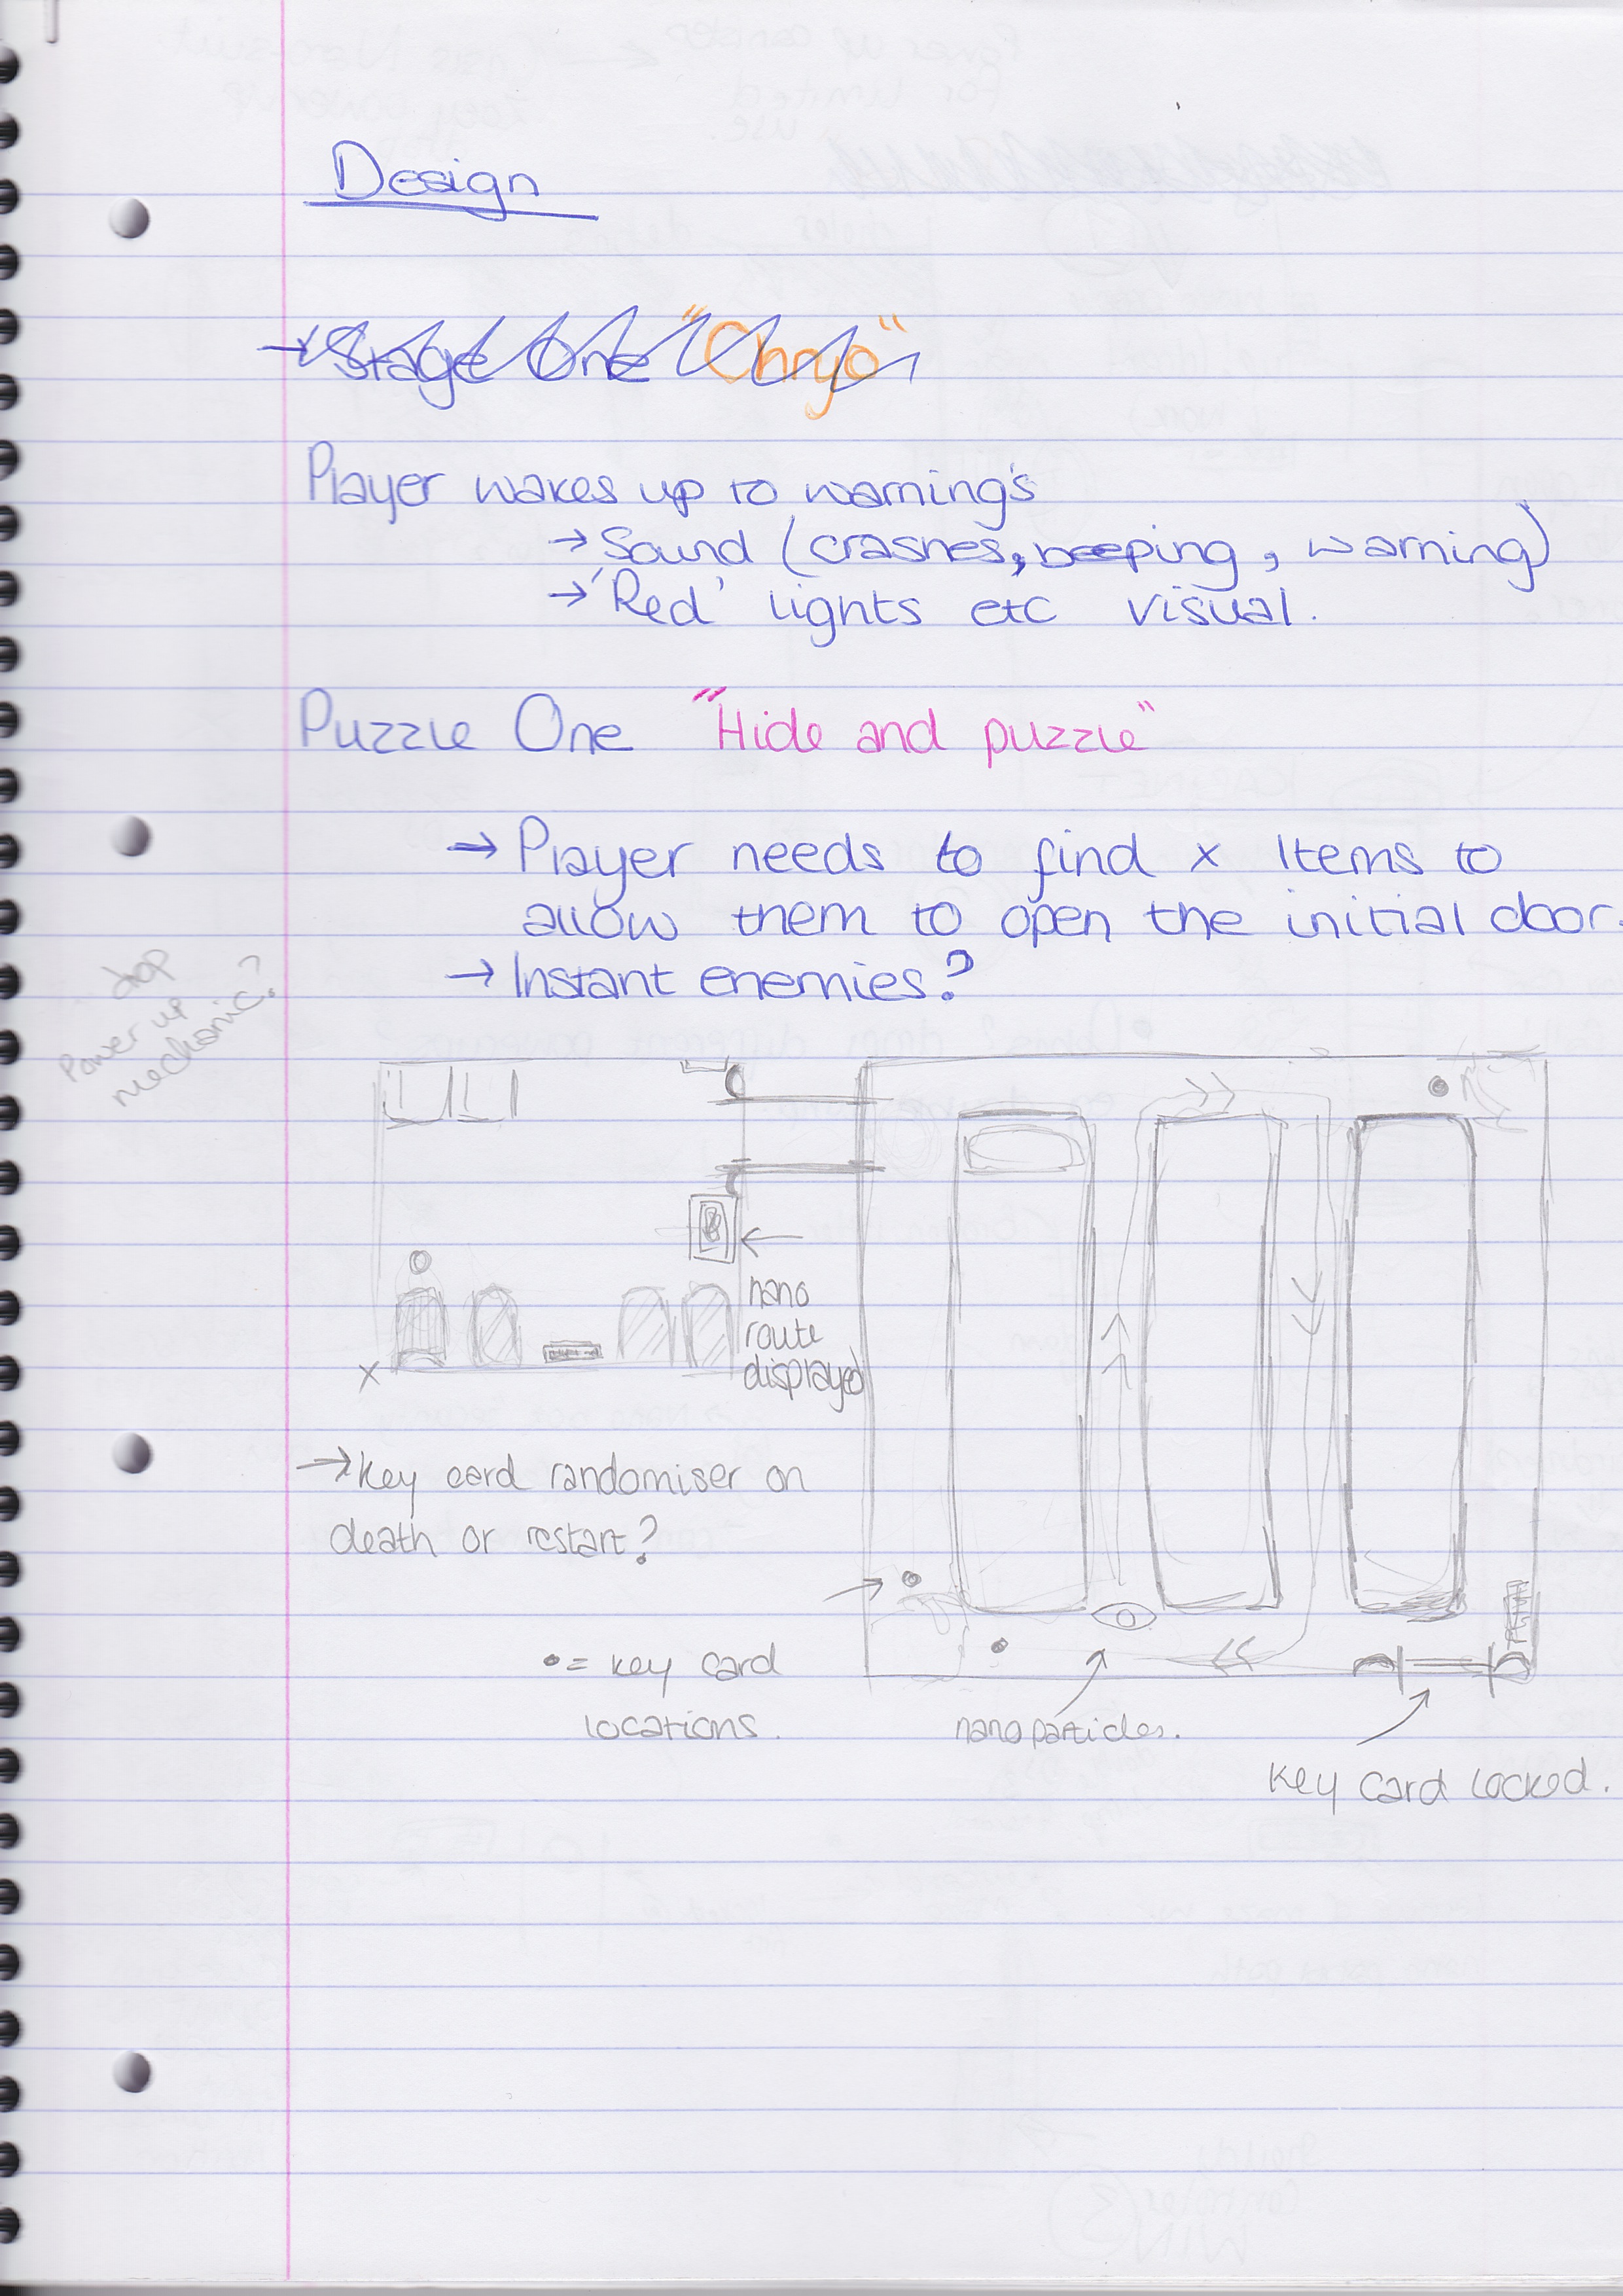 Design
→ Stage One "Chryo"
Player wakes up to warning's
→ Sound (crashes, beeping, warning)
→ 'Red' lights etc visual.
Puzzle One "Hide and puzzle"
→ Player needs to find x Items to
allow them to open the initial door.
→ Instant enemies?
drop
Power up
mechanic?
nano
route
displayed
x
→ Key card randomiser on
death or restart?
•= key card
locations.
nano particles.
key card locked.